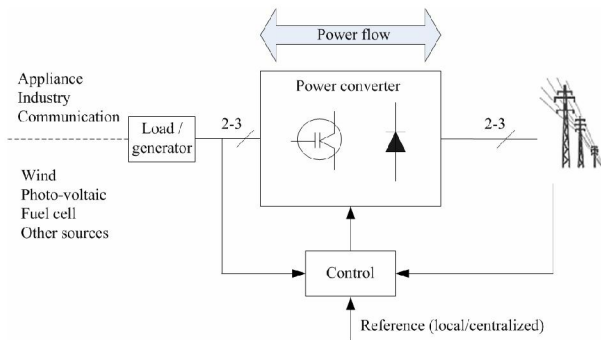 Power flow
Appliance
Industry
Communication
Power converter
Load /
generator
2-3
2-3
Wind
Photo-voltaic
Fuel cell
Other sources
Control
Reference (local/centralized)